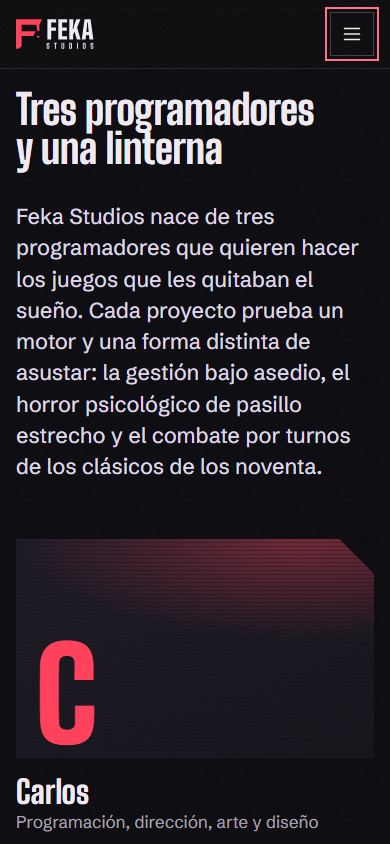 FEKA
STUDIOS
Tres programadores
y una linterna
Feka Studios nace de tres
programadores que quieren hacer
los juegos que les quitaban el
sueño. Cada proyecto prueba un
motor y una forma distinta de
asustar: la gestión bajo asedio, el
horror psicológico de pasillo
estrecho y el combate por turnos
de los clásicos de los noventa.
C
Carlos
Programación, dirección, arte y diseño